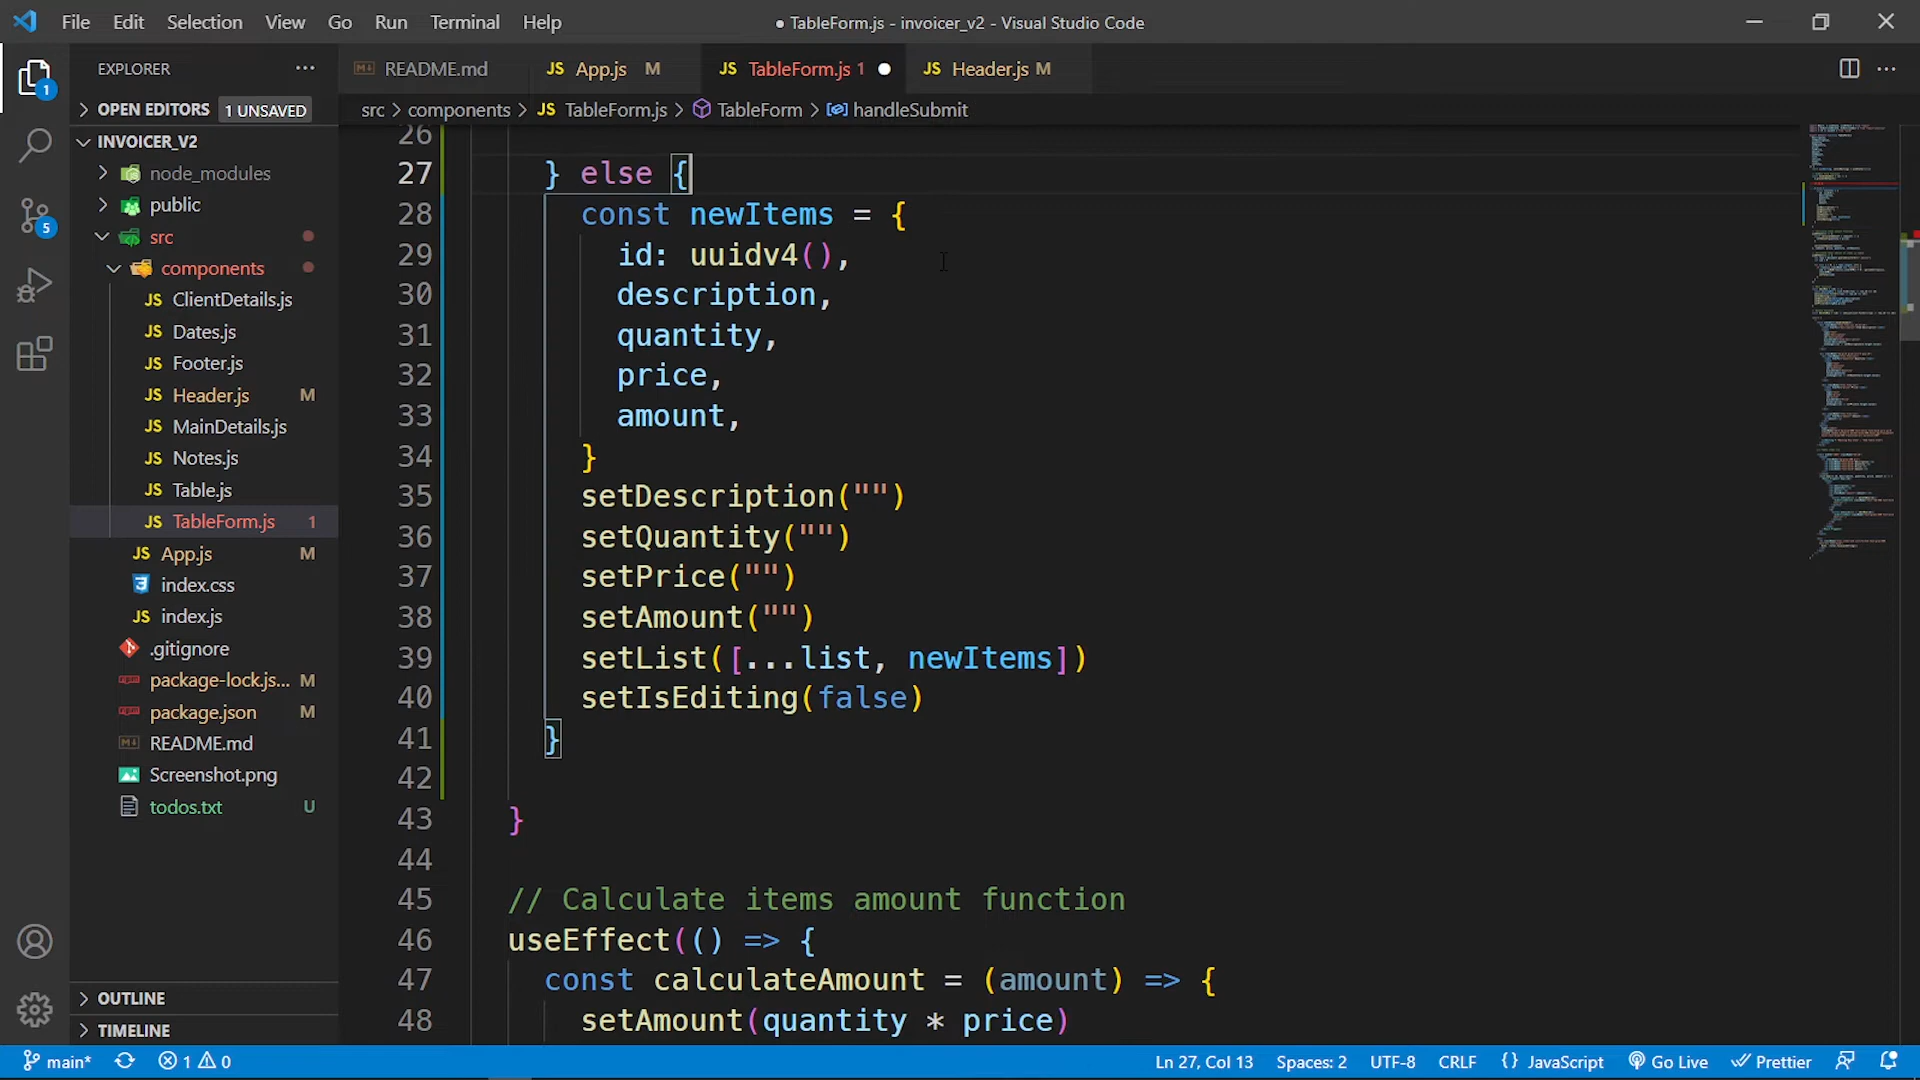 File Edit Selection View Go Run Terminal Help
● TableForm.js - invoicer_v2 - Visual Studio Code
EXPLORER
README.md
JS App.js M
JS TableForm.js 1
JS Header.js M
OPEN EDITORS 1 UNSAVED
src > components > JS TableForm.js > TableForm > handleSubmit
1
5
INVOICER_V2
node_modules
public
src
components
JS ClientDetails.js
JS Dates.js
JS Footer.js
JS Header.js M
JS MainDetails.js
JS Notes.js
JS Table.js
JS TableForm.js 1
JS App.js M
index.css
JS index.js
.gitignore
package-lock.js... M
package.json M
README.md
Screenshot.png
todos.txt U
OUTLINE
TIMELINE
26
27 } else {
28 const newItems = {
29 id: uuidv4(),
30 description,
31 quantity,
32 price,
33 amount,
34 }
35 setDescription("")
36 setQuantity("")
37 setPrice("")
38 setAmount("")
39 setList([...list, newItems])
40 setIsEditing(false)
41 }
42
43 }
44
45 // Calculate items amount function
46 useEffect(() => {
47 const calculateAmount = (amount) => {
48 setAmount(quantity * price)
main* 1 0
Ln 27, Col 13 Spaces: 2 UTF-8 CRLF {} JavaScript Go Live Prettier